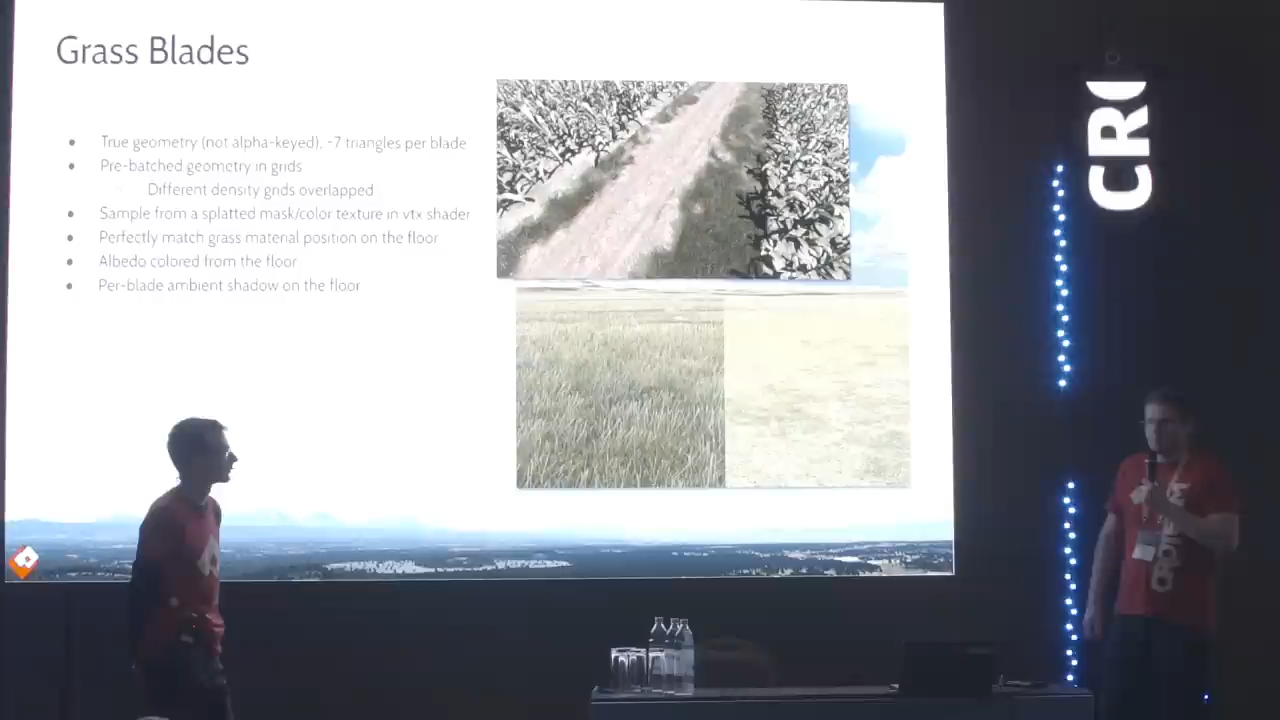 Grass Blades
• True geometry (not alpha-keyed), ~7 triangles per blade
• Pre-batched geometry in grids
Different density grids overlapped
• Sample from a splatted mask/color texture in vtx shader
• Perfectly match grass material position on the floor
• Albedo colored from the floor
• Per-blade ambient shadow on the floor